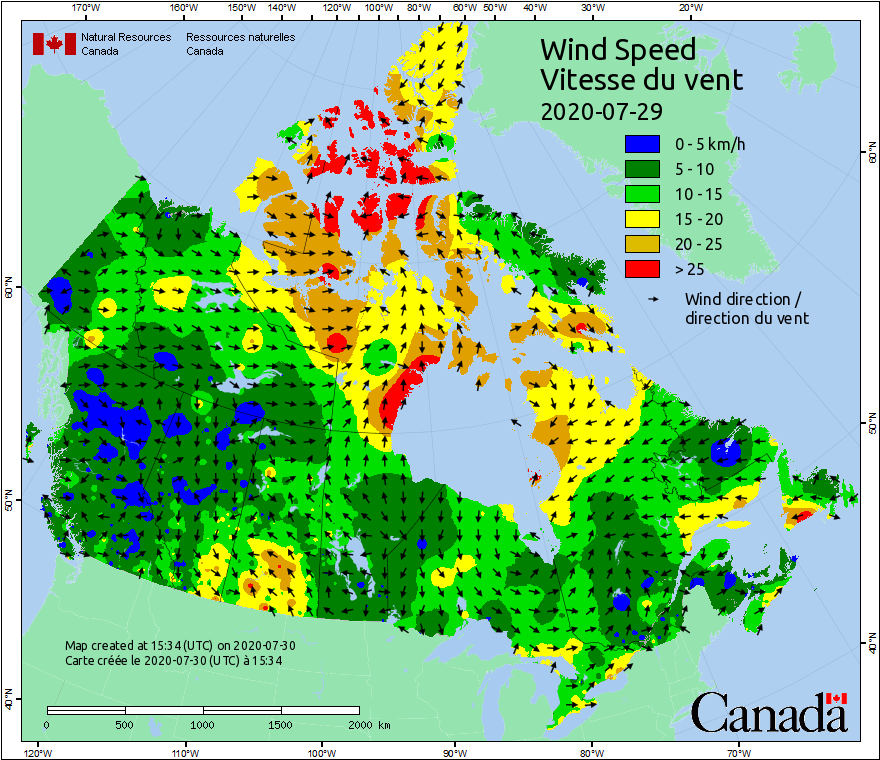 170°W 160°W 150°W 140°W 120°W 100°W 80°W 60°W 50°W 40°W 30°W 20°W
Natural Resources Ressources naturelles
Canada Canada
Wind Speed
Vitesse du vent
2020-07-29
0 - 5 km/h
5 - 10
10 - 15
15 - 20
20 - 25
> 25
Wind direction /
direction du vent
60°N
60°N
50°N
50°N
40°N
40°N
Map created at 15:34 (UTC) on 2020-07-30
Carte créée le 2020-07-30 (UTC) à 15:34
0 500 1000 1500 2000 km
Canada
120°W 110°W 100°W 90°W 80°W 70°W